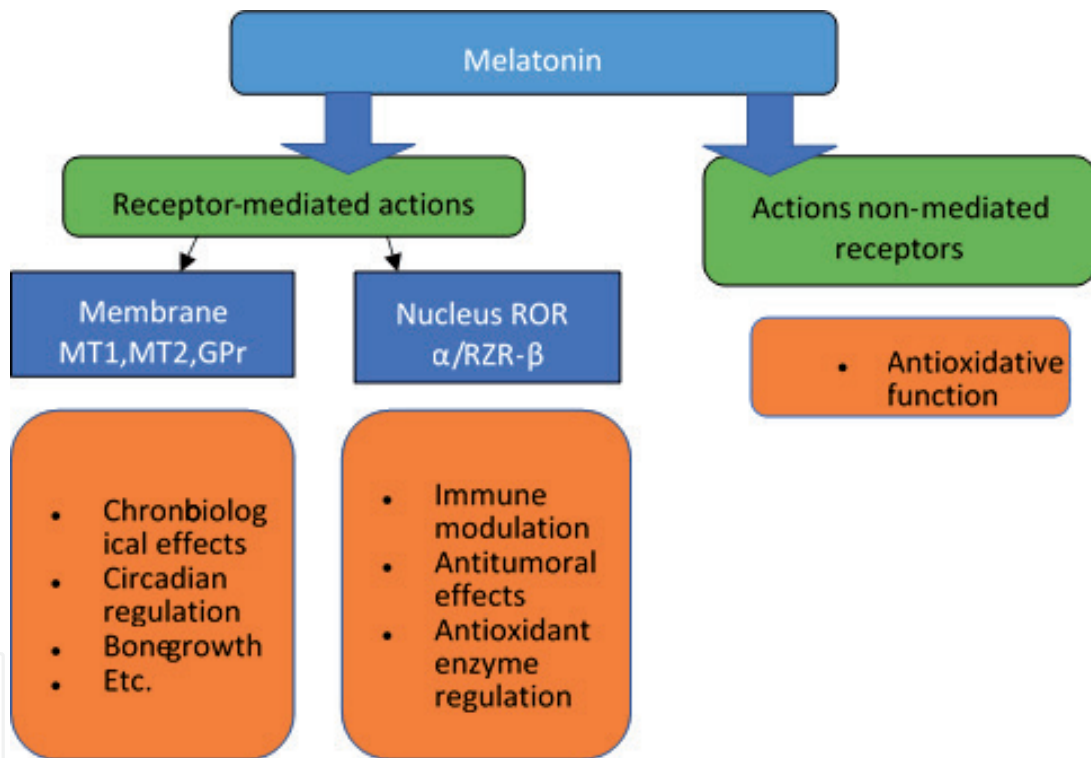 Melatonin
Receptor-mediated actions
Actions non-mediated
receptors
Membrane
MT1,MT2,GPr
Nucleus ROR
α/RZR-β
• Antioxidative
function
• Chronbiolog
ical effects
• Circadian
regulation
• Bonegrowth
• Etc.
• Immune
modulation
• Antitumoral
effects
• Antioxidant
enzyme
regulation